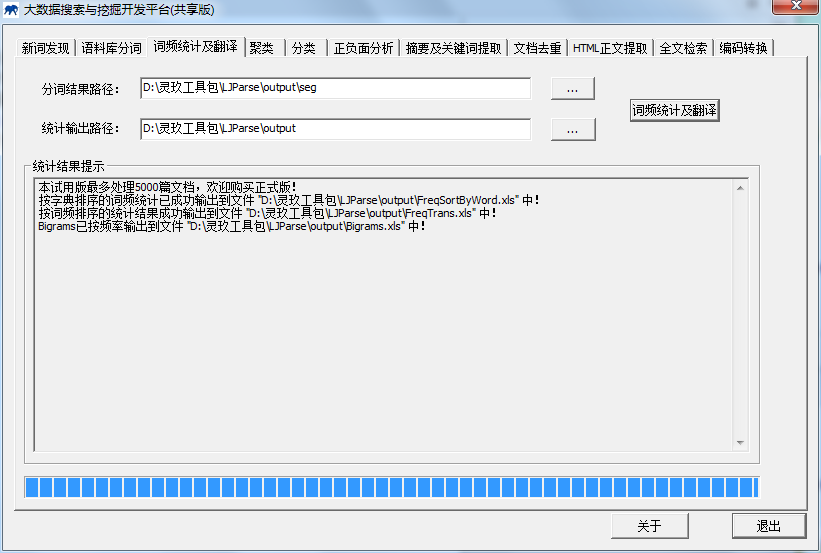 大数据搜索与挖掘开发平台(共享版)
新词发现 语料库分词 词频统计及翻译 聚类 分类 正负面分析 摘要及关键词提取 文档去重 HTML正文提取 全文检索 编码转换
分词结果路径： D:\灵玖工具包\LJParse\output\seg ...
词频统计及翻译
统计输出路径： D:\灵玖工具包\LJParse\output ...
统计结果提示
本试用版最多处理5000篇文档，欢迎购买正式版！
按字典排序的词频统计已成功输出到文件 "D:\灵玖工具包\LJParse\output\FreqSortByWord.xls" 中！
按词频排序的统计结果成功输出到文件 "D:\灵玖工具包\LJParse\output\FreqTrans.xls" 中！
Bigrams已按频率输出到文件 "D:\灵玖工具包\LJParse\output\Bigrams.xls" 中！
关于 退出